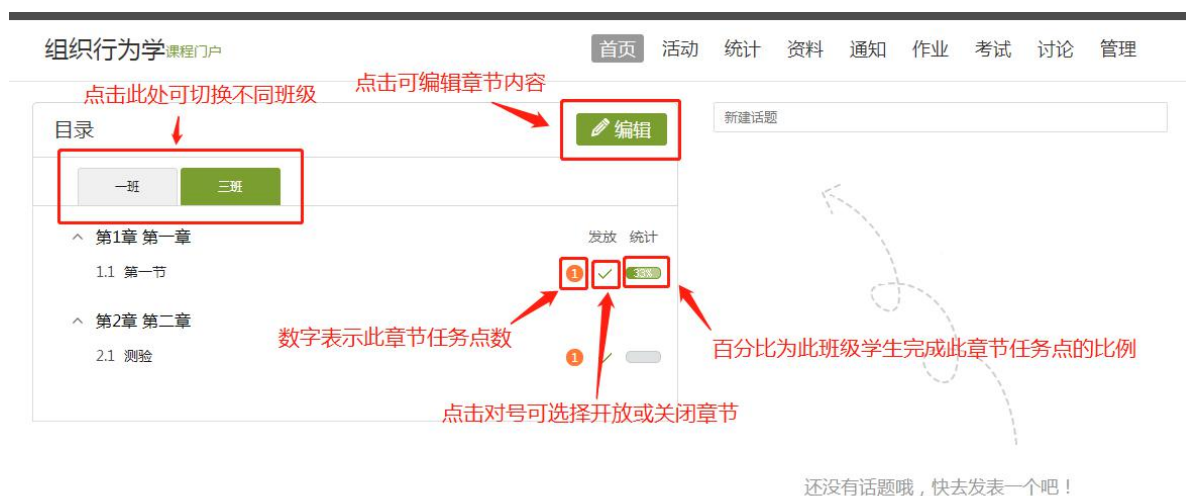 组织行为学课程门户
首页 活动 统计 资料 通知 作业 考试 讨论 管理
点击此处可切换不同班级
点击可编辑章节内容
目录
编辑
新建话题
一班 三班
第1章 第一章
发放 统计
1.1 第一节
1
33%
数字表示此章节任务点数
百分比为此班级学生完成此章节任务点的比例
第2章 第二章
2.1 测验
1
点击对号可选择开放或关闭章节
还没有话题哦，快去发表一个吧！